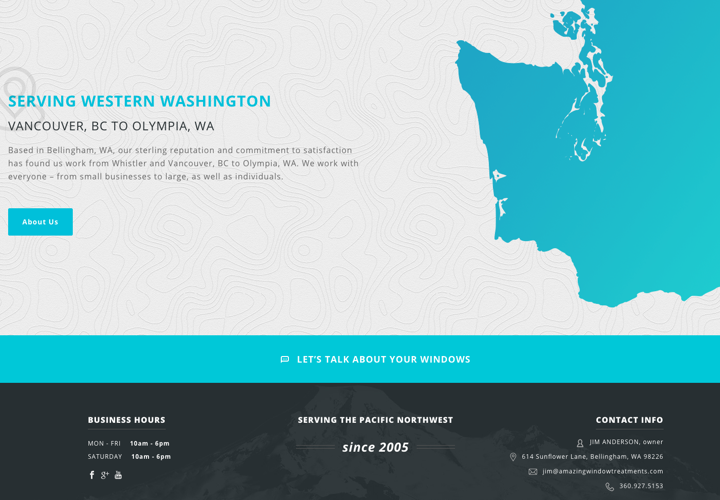 SERVING WESTERN WASHINGTON
VANCOUVER, BC TO OLYMPIA, WA
Based in Bellingham, WA, our sterling reputation and commitment to satisfaction
has found us work from Whistler and Vancouver, BC to Olympia, WA. We work with
everyone – from small businesses to large, as well as individuals.
About Us
LET'S TALK ABOUT YOUR WINDOWS
BUSINESS HOURS
MON - FRI 10am - 6pm
SATURDAY 10am - 6pm
SERVING THE PACIFIC NORTHWEST
since 2005
CONTACT INFO
JIM ANDERSON, owner
614 Sunflower Lane, Bellingham, WA 98226
jim@amazingwindowtreatments.com
360.927.5153